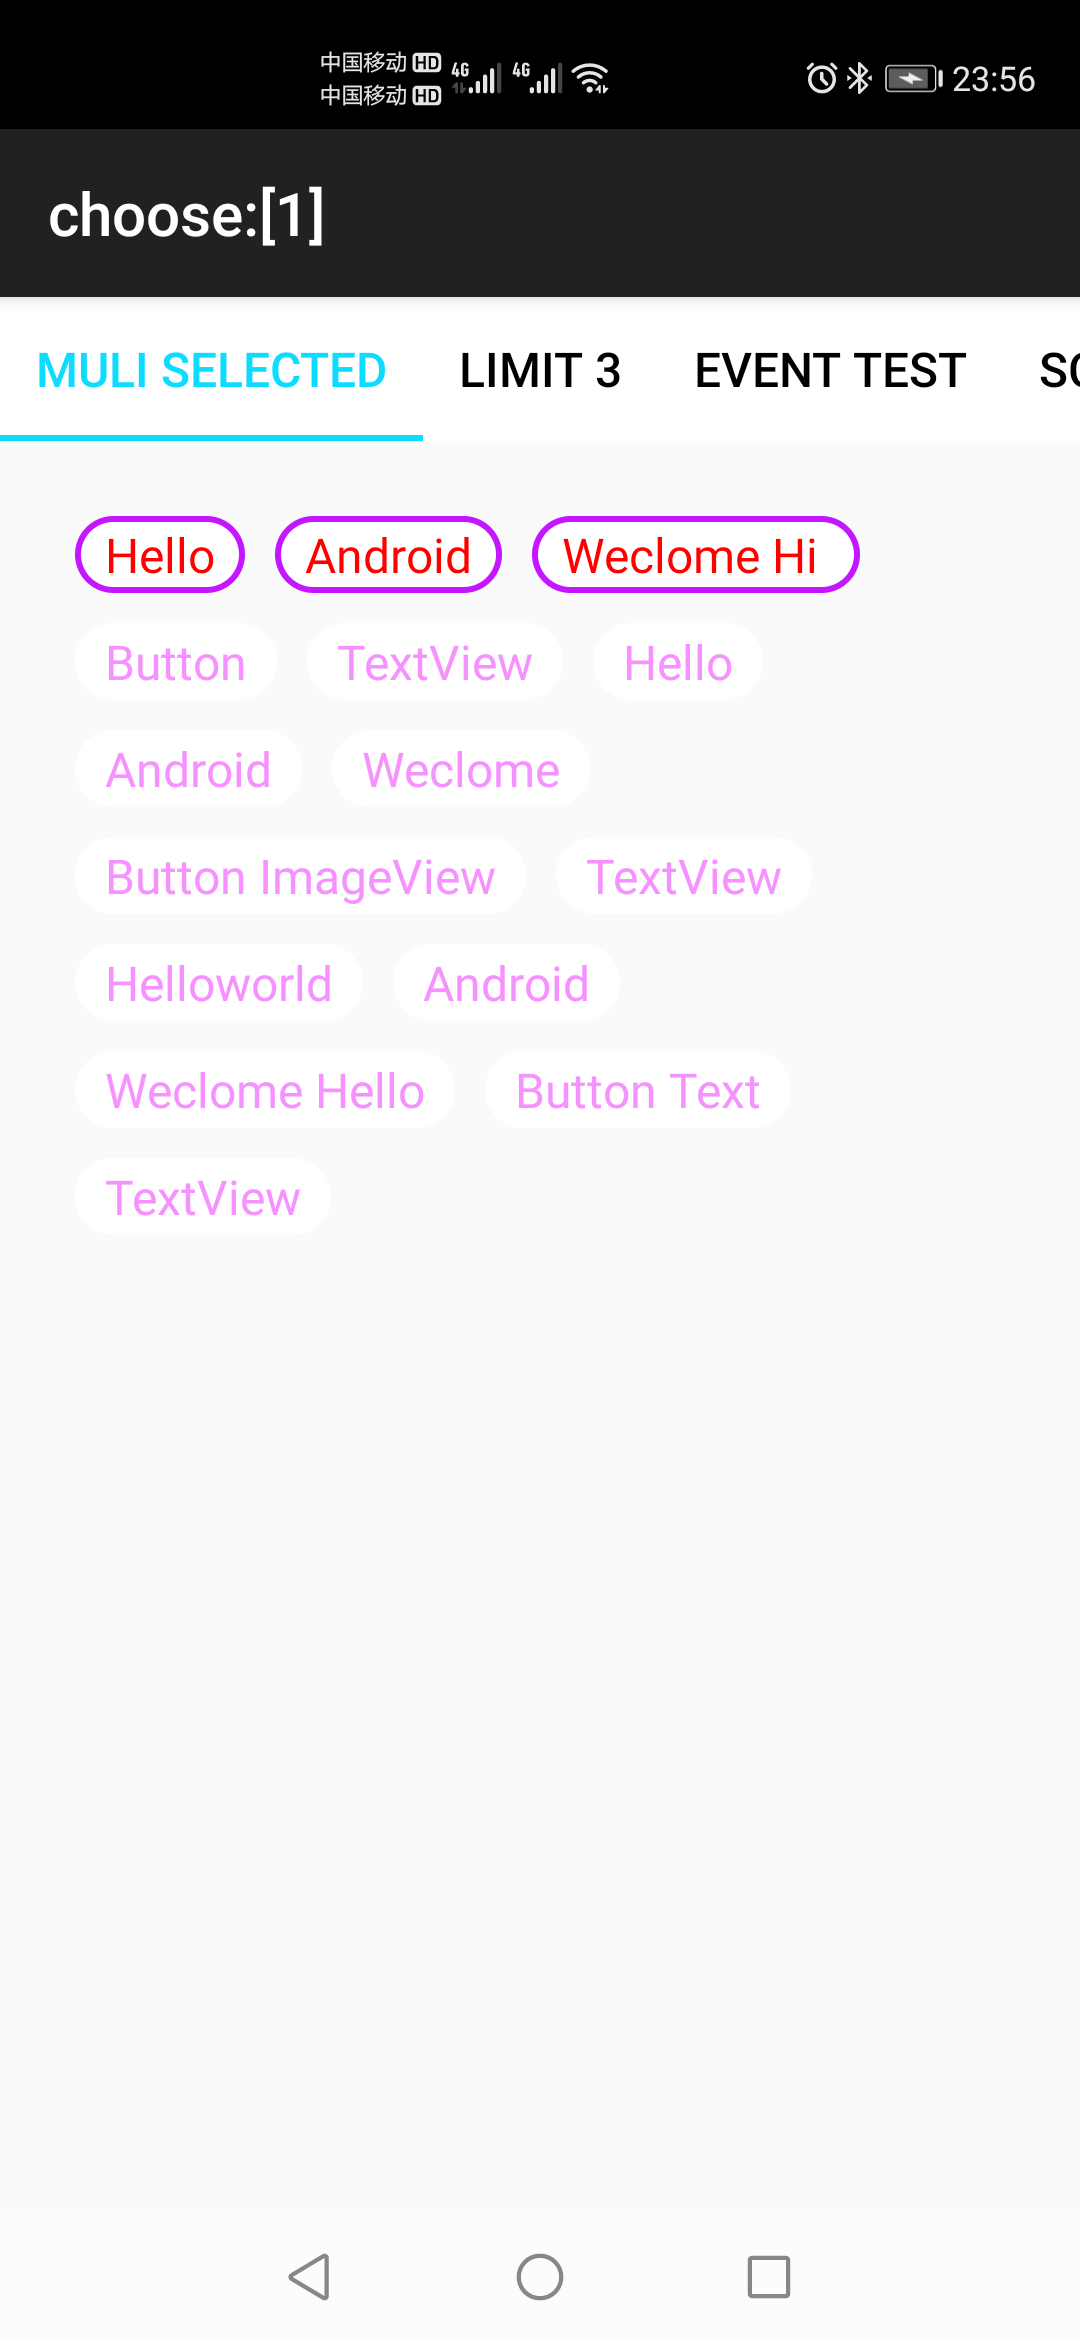 中国移动 HD 4G 4G 23:56
中国移动 HD
choose:[1]
MULI SELECTED LIMIT 3 EVENT TEST SC
Hello Android Weclome Hi
Button TextView Hello
Android Weclome
Button ImageView TextView
Helloworld Android
Weclome Hello Button Text
TextView